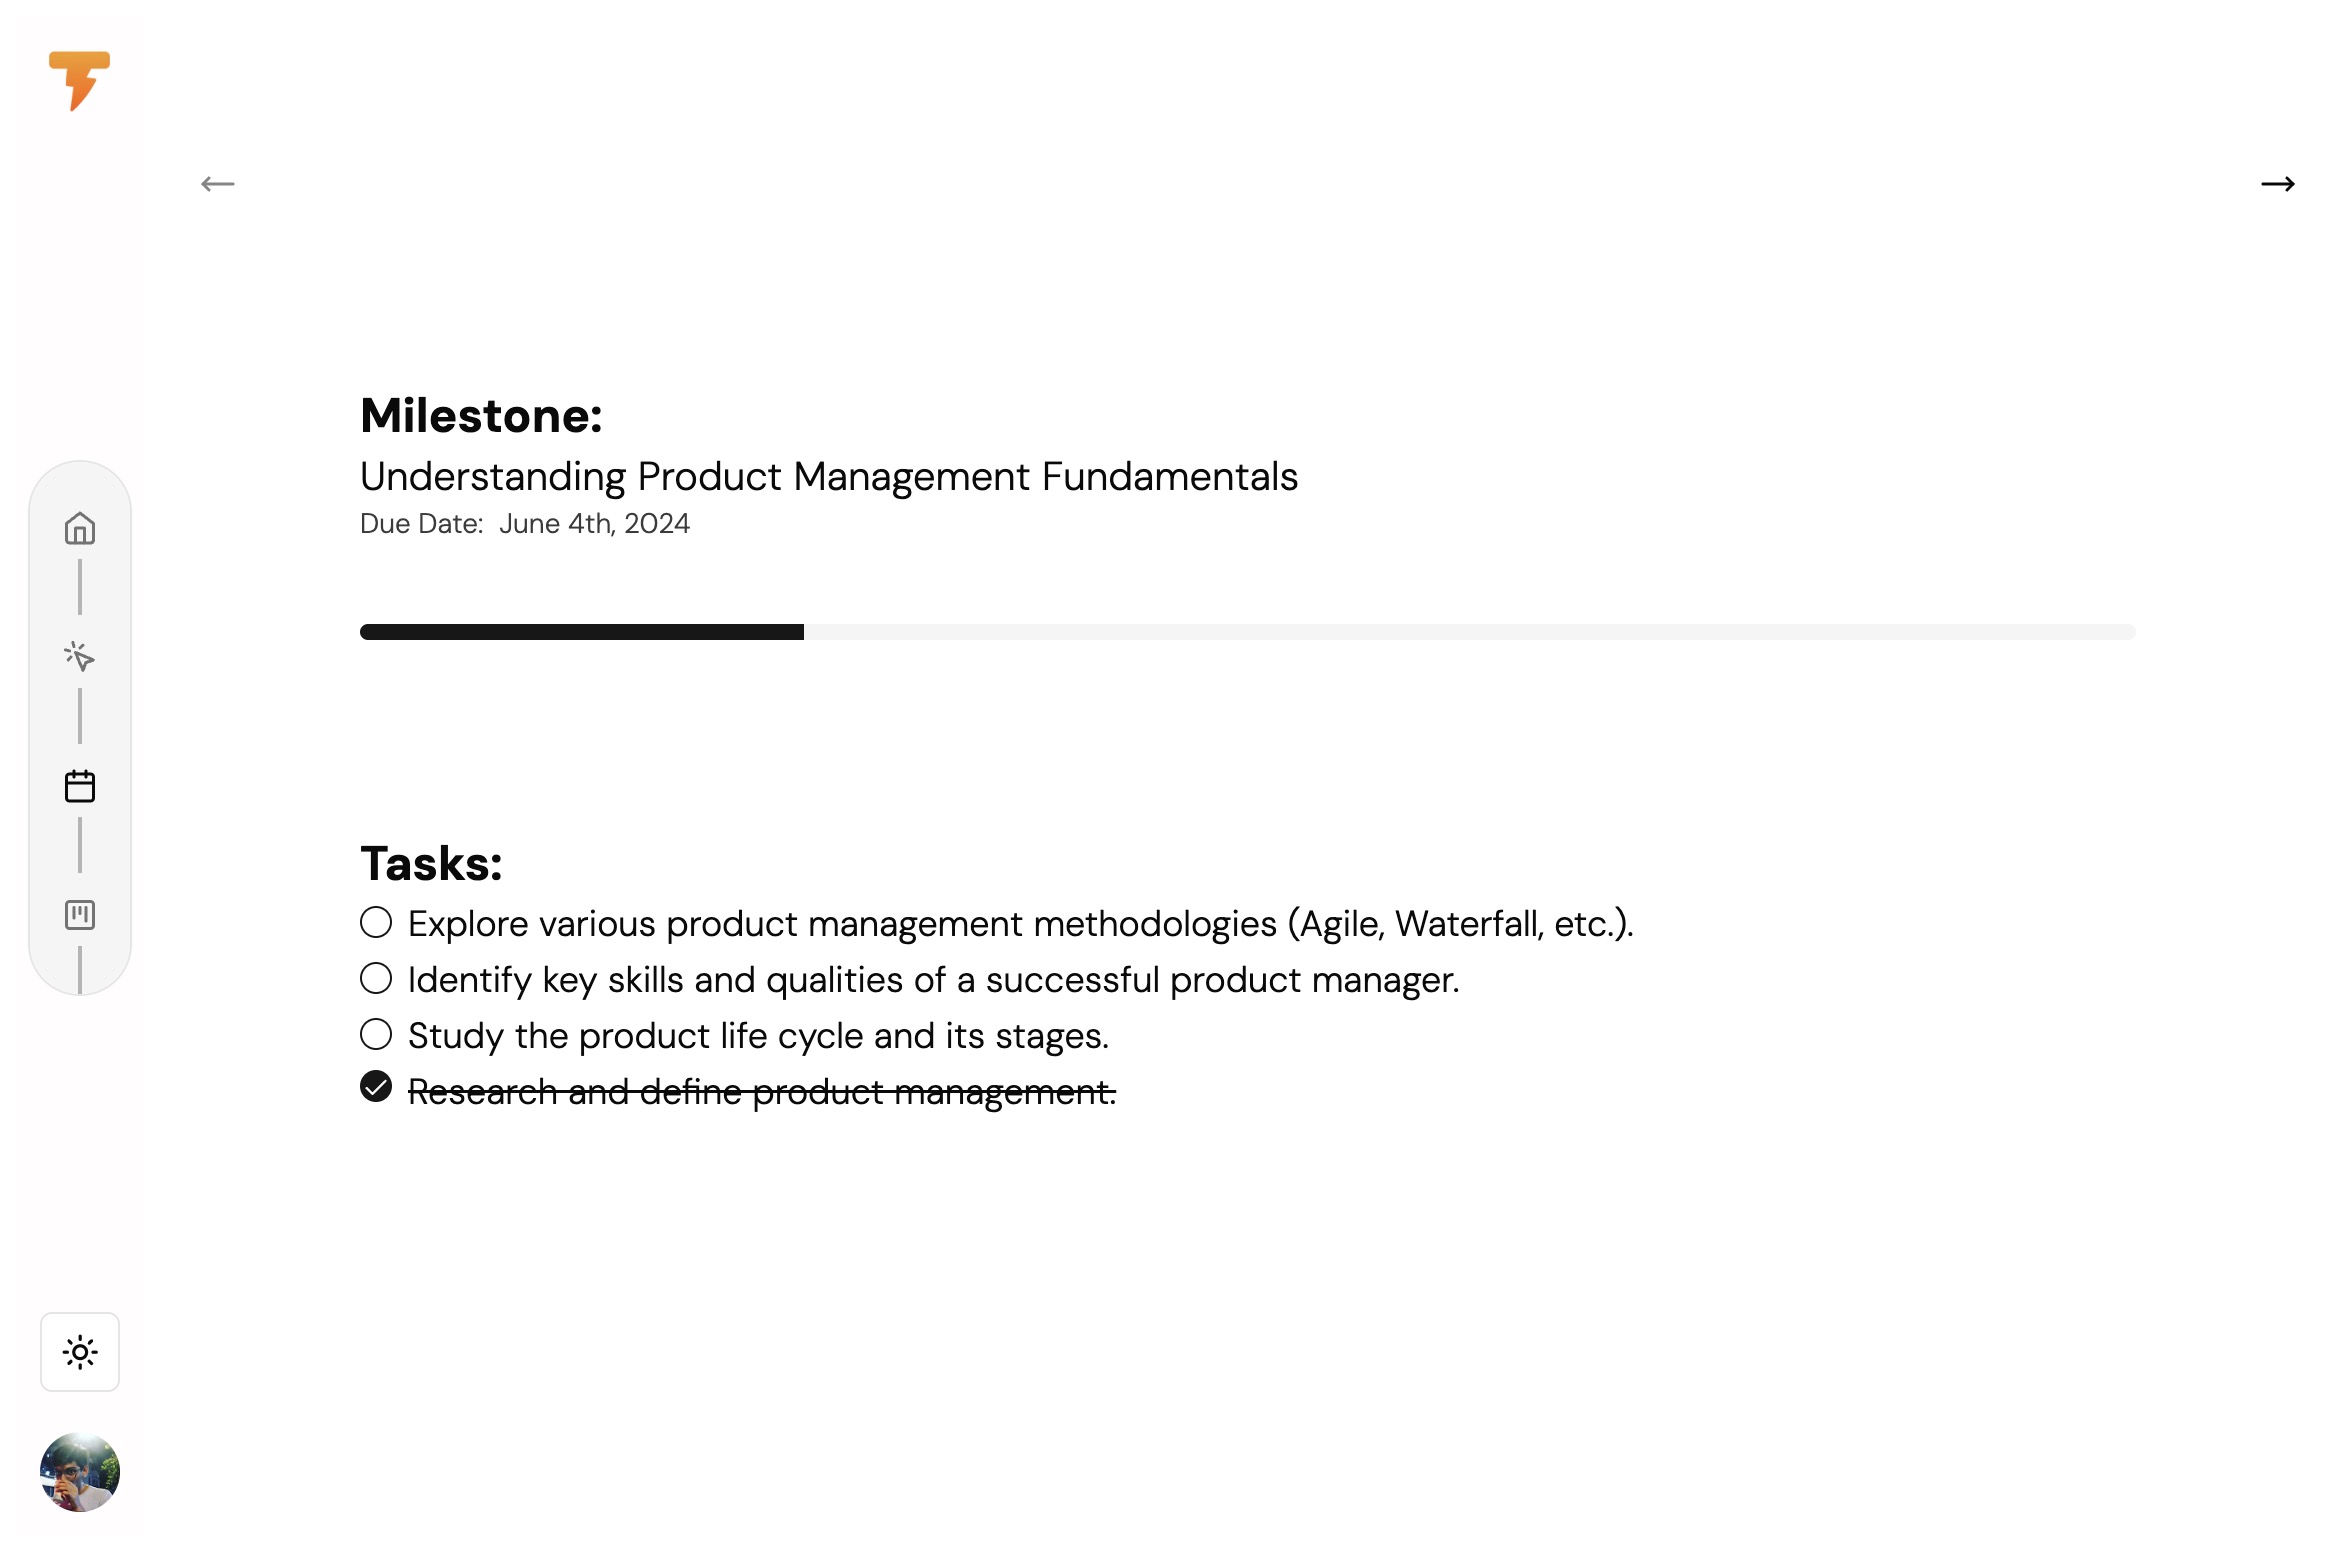 Milestone:
Understanding Product Management Fundamentals
Due Date: June 4th, 2024
Tasks:
Explore various product management methodologies (Agile, Waterfall, etc.).
Identify key skills and qualities of a successful product manager.
Study the product life cycle and its stages.
Research and define product management.